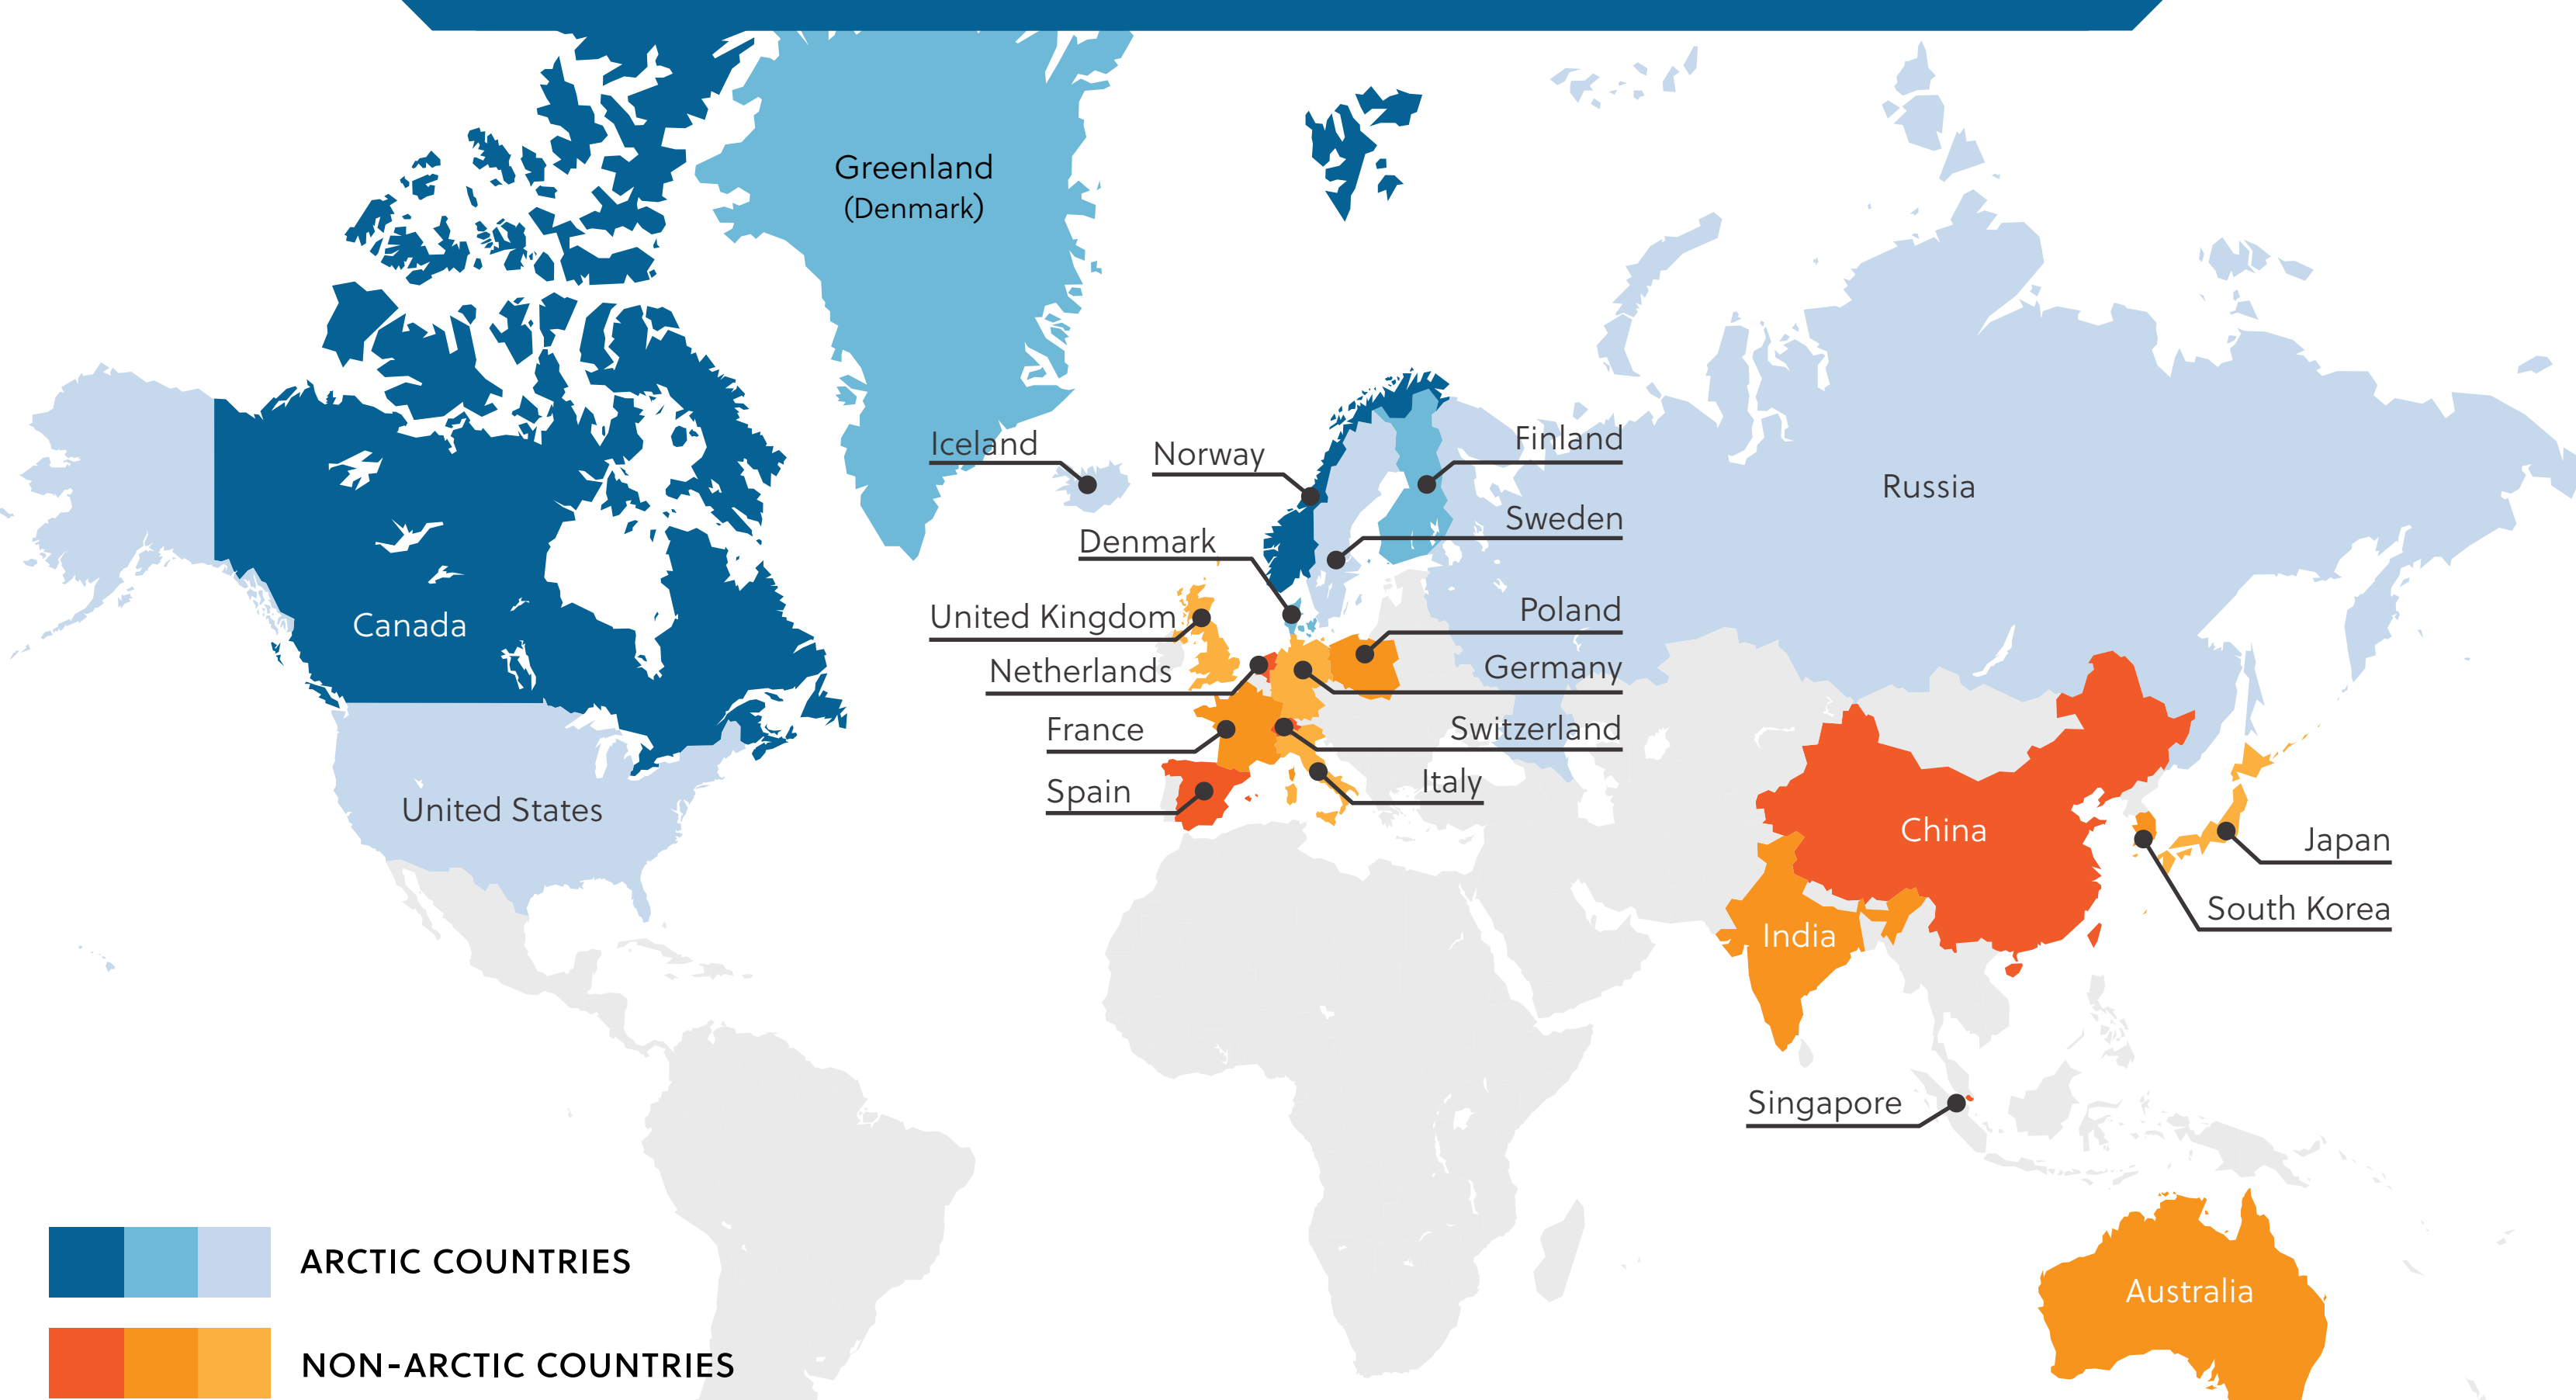 Greenland
(Denmark)
Iceland
Norway
Finland
Russia
Sweden
Denmark
Canada
United Kingdom
Poland
Netherlands
Germany
France
Switzerland
United States
Spain
Italy
China
Japan
South Korea
India
Singapore
ARCTIC COUNTRIES
Australia
NON-ARCTIC COUNTRIES